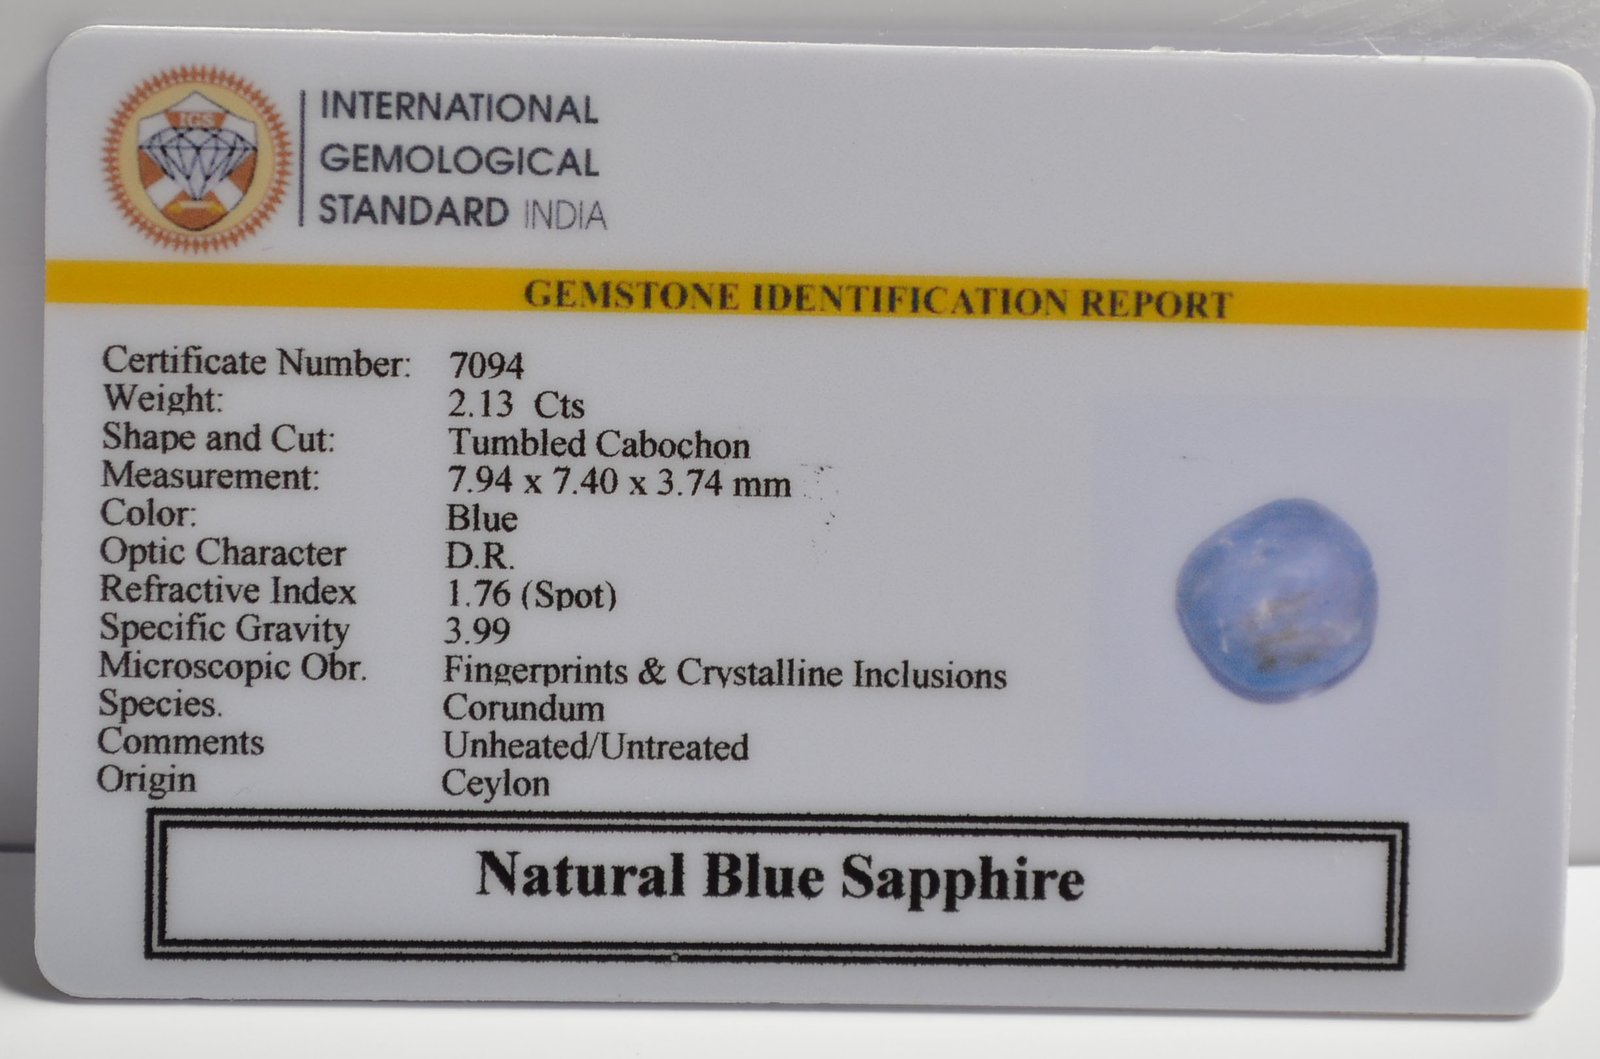 IGS
INTERNATIONAL
GEMOLOGICAL
STANDARD INDIA
GEMSTONE IDENTIFICATION REPORT
Certificate Number: 7094
Weight: 2.13 Cts
Shape and Cut: Tumbled Cabochon
Measurement: 7.94 x 7.40 x 3.74 mm
Color: Blue
Optic Character D.R.
Refractive Index 1.76 (Spot)
Specific Gravity 3.99
Microscopic Obr. Fingerprints & Crystalline Inclusions
Species. Corundum
Comments Unheated/Untreated
Origin Ceylon
Natural Blue Sapphire